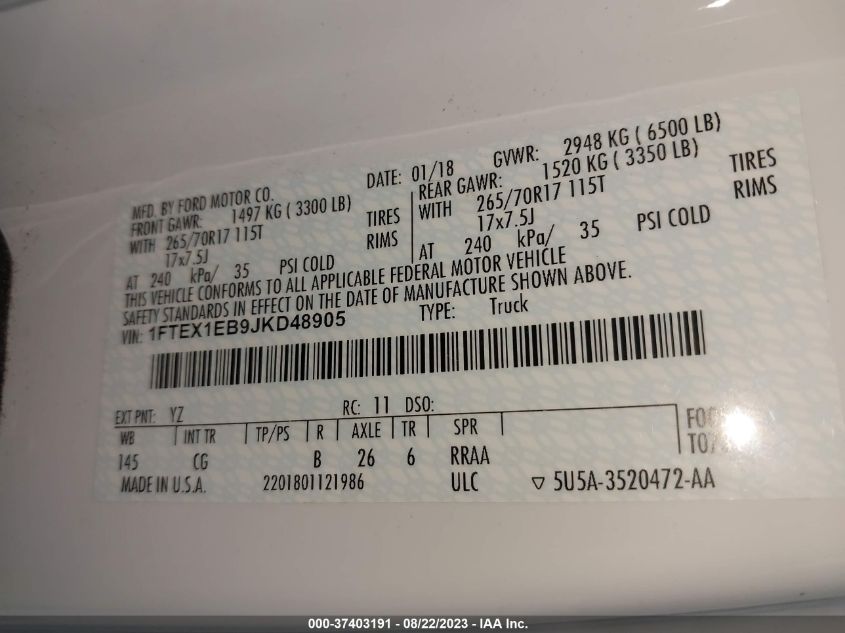 MFD. BY FORD MOTOR CO.
DATE: 01/18 GVWR: 2948 KG ( 6500 LB)
FRONT GAWR: 1497 KG ( 3300 LB) REAR GAWR: 1520 KG ( 3350 LB)
WITH 265/70R17 115T TIRES WITH 265/70R17 115T TIRES
17x7.5J RIMS 17x7.5J RIMS
AT 240 kPa/ 35 PSI COLD AT 240 kPa/ 35 PSI COLD
THIS VEHICLE CONFORMS TO ALL APPLICABLE FEDERAL MOTOR VEHICLE
SAFETY STANDARDS IN EFFECT ON THE DATE OF MANUFACTURE SHOWN ABOVE.
VIN: 1FTEX1EB9JKD48905 TYPE: Truck
EXT PNT: YZ RC: 11 DSO:
WB INT TR TP/PS R AXLE TR SPR
145 CG B 26 6 RRAA
MADE IN U.S.A. 2201801121986 ULC ▽ 5U5A-3520472-AA
000-37403191 - 08/22/2023 - IAA Inc.